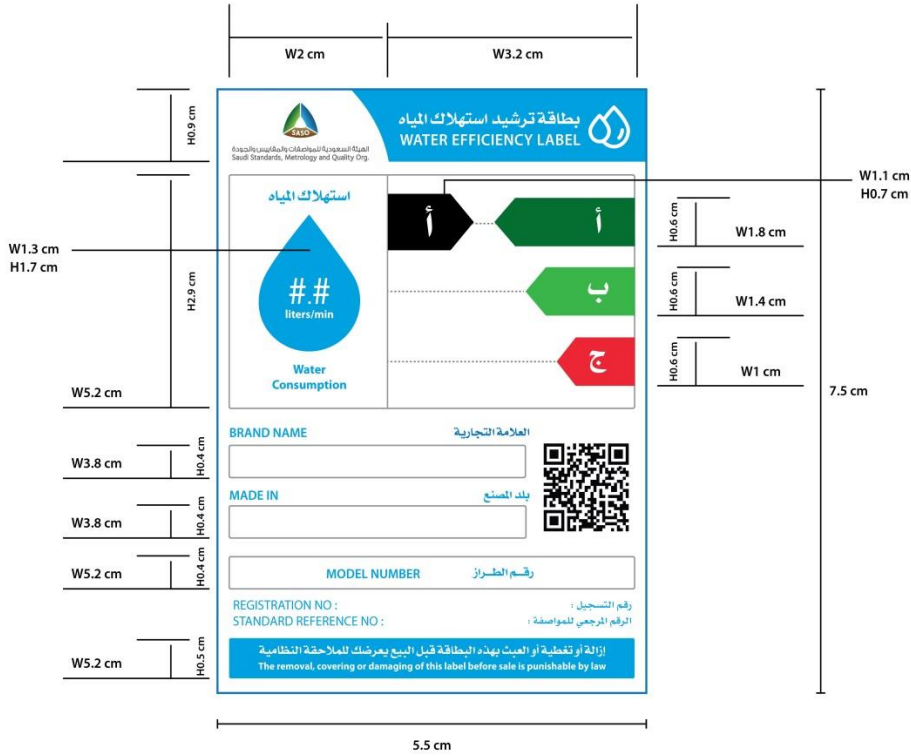 W2 cm
W3.2 cm
H0.9 cm
SASO
الهيئة السعودية للمواصفات والمقاييس والجودة
Saudi Standards, Metrology and Quality Org.
بطاقة ترشيد استهلاك المياه
WATER EFFICIENCY LABEL
W1.1 cm
H0.7 cm
استهلاك المياه
أ
أ
H0.6 cm
W1.8 cm
W1.3 cm
H1.7 cm
H2.9 cm
#.#
liters/min
ب
H0.6 cm
W1.4 cm
ج
H0.6 cm
W1 cm
Water
Consumption
W5.2 cm
7.5 cm
BRAND NAME
العلامة التجارية
W3.8 cm
H0.4 cm
MADE IN
بلد المصنع
W3.8 cm
H0.4 cm
W5.2 cm
H0.4 cm
MODEL NUMBER رقم الطراز
REGISTRATION NO :
رقم التسجيل :
STANDARD REFERENCE NO :
الرقم المرجعي للمواصفة :
W5.2 cm
H0.5 cm
إزالة أو تغطية أو العبث بهذه البطاقة قبل البيع يعرضك للملاحقة النظامية
The removal, covering or damaging of this label before sale is punishable by law
5.5 cm